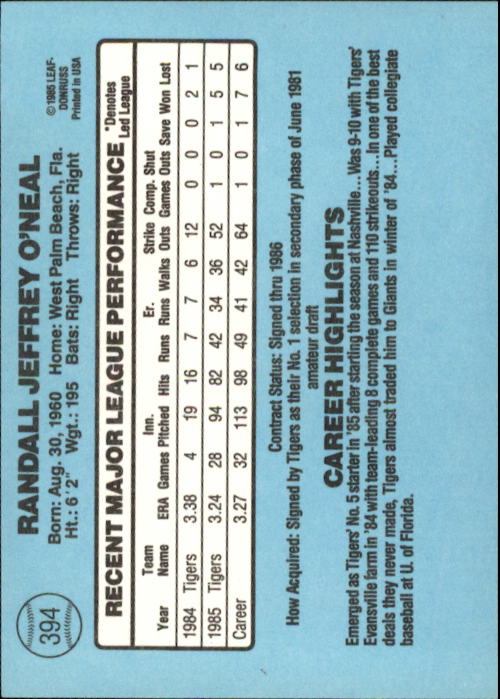 394
RANDALL JEFFREY O'NEAL
Born: Aug. 30, 1960 Home: West Palm Beach, Fla.
Ht.: 6'2" Wgt.: 195 Bats: Right Throws: Right
©1985 LEAF-
DONRUSS
Printed in USA
RECENT MAJOR LEAGUE PERFORMANCE
*Denotes
Led League
Team Inn. Er. Strike Comp. Shut
Year Name ERA Games Pitched Hits Runs Runs Walks Outs Games Outs Save Won Lost
1984 Tigers 3.38 4 19 16 7 7 6 12 0 0 0 2 1
1985 Tigers 3.24 28 94 82 42 34 36 52 1 0 1 5 5
Career 3.27 32 113 98 49 41 42 64 1 0 1 7 6
Contract Status: Signed thru 1986
How Acquired: Signed by Tigers as their No. 1 selection in secondary phase of June 1981
amateur draft
CAREER HIGHLIGHTS
Emerged as Tigers' No. 5 starter in '85 after starting the season at Nashville...Was 9-10 with Tigers'
Evansville farm in '84 with team-leading 8 complete games and 110 strikeouts...In one of the best
deals they never made, Tigers almost traded him to Giants in winter of '84...Played collegiate
baseball at U. of Florida.